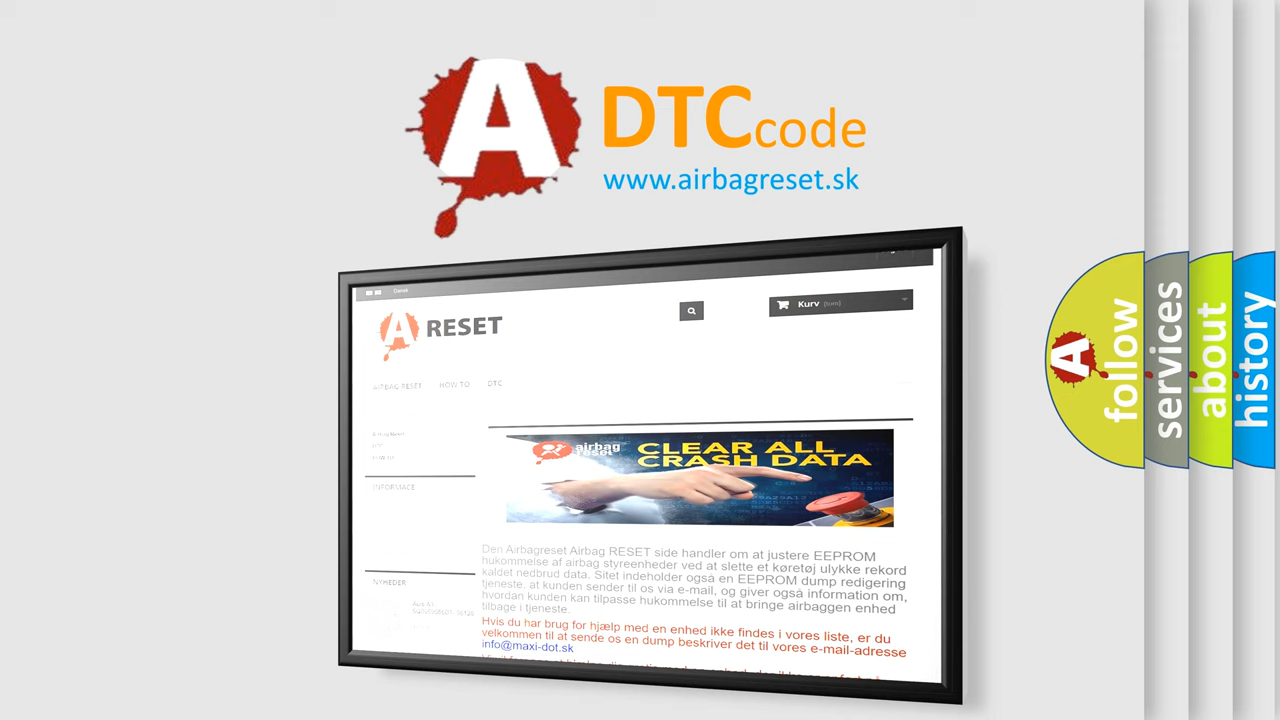 A
DTCcode
www.airbagreset.sk
Dansk
A RESET
Kurv (tom)
AIRBAG RESET HOW TO DTC
INFORMACE
NYHEDER
airbag
reset
CLEAR ALL
CRASH DATA
Den Airbagreset Airbag RESET side handler om at justere EEPROM
hukommelse af airbag styreenheder ved at slette et køretøj ulykke rekord
kaldet nedbrud data. Sitet indeholder også en EEPROM dump redigering
tjeneste. at kunden sender til os via e-mail, og giver også information om,
hvordan kunden kan tilpasse hukommelse til at bringe airbaggen enhed
tilbage i tjeneste.
Hvis du har brug for hjælp med en enhed ikke findes i vores liste, er du
velkommen til at sende os en dump beskriver det til vores e-mail-adresse
info@maxi-dot.sk
A
follow
services
about
history